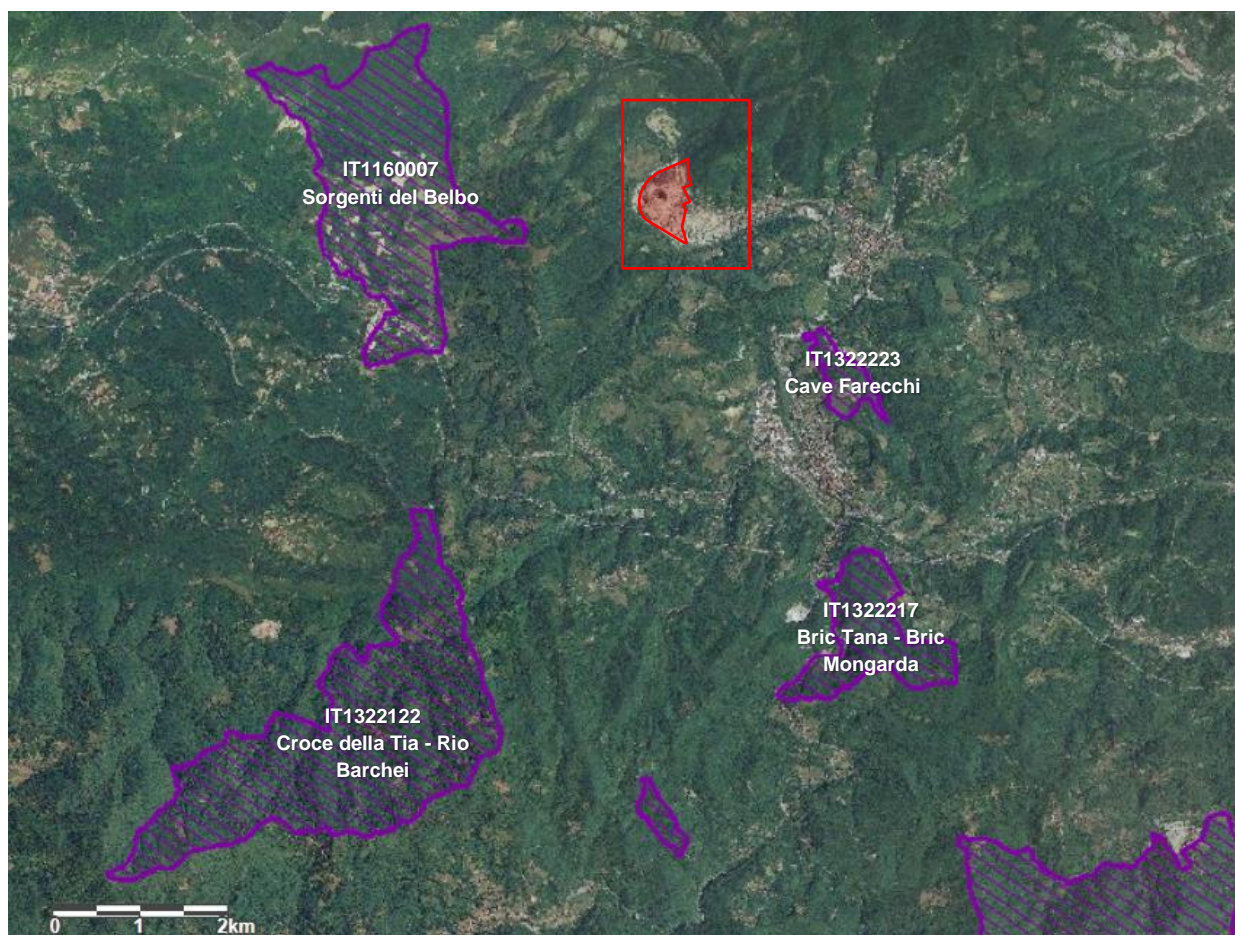 IT1160007
Sorgenti del Belbo
IT1322223
Cave Farecchi
IT1322217
Bric Tana - Bric
Mongarda
IT1322122
Croce della Tia - Rio
Barchei
0 1 2km